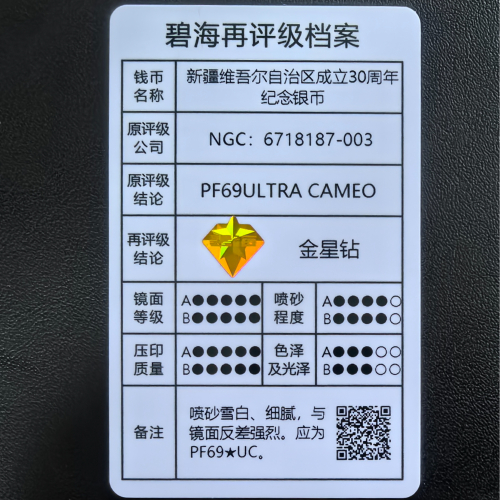 碧海再评级档案
钱币
名称
新疆维吾尔自治区成立30周年
纪念银币
原评级
公司
NGC：6718187-003
原评级
结论
PF69ULTRA CAMEO
再评级
结论
金星钻
镜面
等级
A●●●●●
B●●●●●
喷砂
程度
A●●●●○
B●●●●○
压印
质量
A●●●●●
B●●●●●
色泽
及光泽
A●●●○○
B●●●○○
备注
喷砂雪白、细腻，与
镜面反差强烈。应为
PF69★UC。